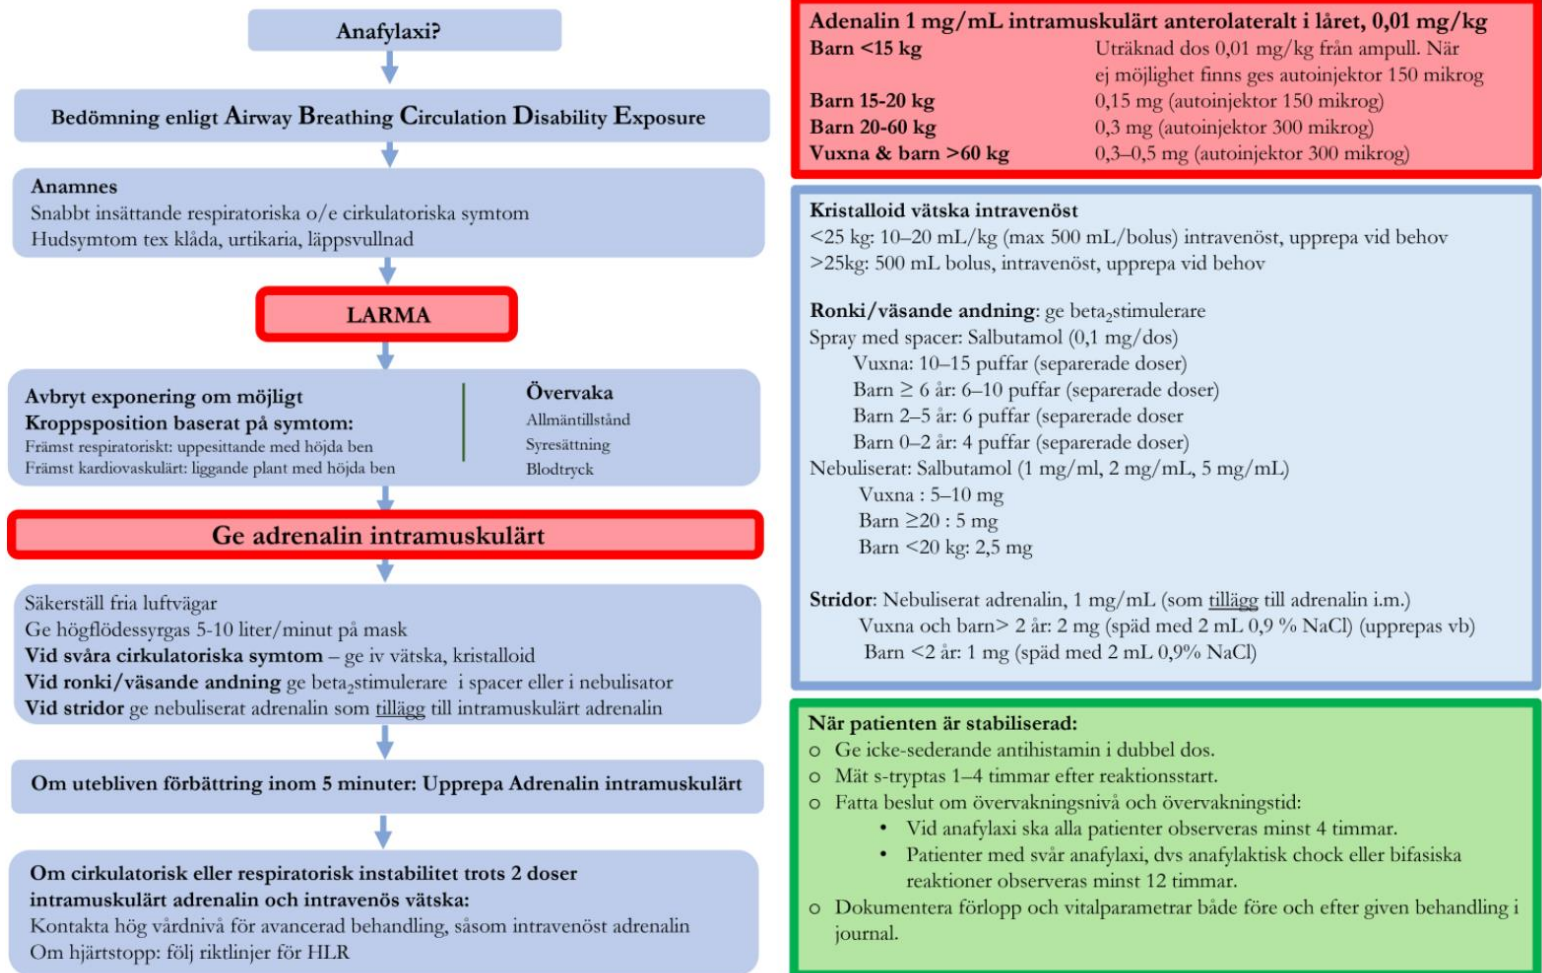 Anafylaxi?
Bedömning enligt Airway Breathing Circulation Disability Exposure
Anamnes
Snabbt insättande respiratoriska o/e cirkulatoriska symtom
Hudsymtom tex klåda, urtikaria, läppsvullnad
LARMA
Avbryt exponering om möjligt
Kroppsposition baserat på symtom:
Främst respiratoriskt: uppesittande med höjda ben
Främst kardiovaskulärt: liggande plant med höjda ben
Övervaka
Allmäntillstånd
Syresättning
Blodtryck
Ge adrenalin intramuskulärt
Säkerställ fria luftvägar
Ge högflödessyrgas 5-10 liter/minut på mask
Vid svåra cirkulatoriska symtom – ge iv vätska, kristalloid
Vid ronki/väsande andning ge beta₂stimulerare i spacer eller i nebulisator
Vid stridor ge nebuliserat adrenalin som tillägg till intramuskulärt adrenalin
Om utebliven förbättring inom 5 minuter: Upprepa Adrenalin intramuskulärt
Om cirkulatorisk eller respiratorisk instabilitet trots 2 doser
intramuskulärt adrenalin och intravenös vätska:
Kontakta hög vårdnivå för avancerad behandling, såsom intravenöst adrenalin
Om hjärtstopp: följ riktlinjer för HLR
Adenalin 1 mg/mL intramuskulärt anterolateralt i låret, 0,01 mg/kg
Barn <15 kg Uträknad dos 0,01 mg/kg från ampull. När
ej möjlighet finns ges autoinjektor 150 mikrog
Barn 15-20 kg 0,15 mg (autoinjektor 150 mikrog)
Barn 20-60 kg 0,3 mg (autoinjektor 300 mikrog)
Vuxna & barn >60 kg 0,3–0,5 mg (autoinjektor 300 mikrog)
Kristalloid vätska intravenöst
<25 kg: 10–20 mL/kg (max 500 mL/bolus) intravenöst, upprepa vid behov
>25kg: 500 mL bolus, intravenöst, upprepa vid behov
Ronki/väsande andning: ge beta₂stimulerare
Spray med spacer: Salbutamol (0,1 mg/dos)
Vuxna: 10–15 puffar (separerade doser)
Barn ≥ 6 år: 6–10 puffar (separerade doser)
Barn 2–5 år: 6 puffar (separerade doser
Barn 0–2 år: 4 puffar (separerade doser)
Nebuliserat: Salbutamol (1 mg/ml, 2 mg/mL, 5 mg/mL)
Vuxna : 5–10 mg
Barn ≥20 : 5 mg
Barn <20 kg: 2,5 mg
Stridor: Nebuliserat adrenalin, 1 mg/mL (som tillägg till adrenalin i.m.)
Vuxna och barn> 2 år: 2 mg (späd med 2 mL 0,9 % NaCl) (upprepas vb)
Barn <2 år: 1 mg (späd med 2 mL 0,9% NaCl)
När patienten är stabiliserad:
o Ge icke-sederande antihistamin i dubbel dos.
o Mät s-tryptas 1–4 timmar efter reaktionsstart.
o Fatta beslut om övervakningsnivå och övervakningstid:
• Vid anafylaxi ska alla patienter observeras minst 4 timmar.
• Patienter med svår anafylaxi, dvs anafylaktisk chock eller bifasiska
reaktioner observeras minst 12 timmar.
o Dokumentera förlopp och vitalparametrar både före och efter given behandling i
journal.